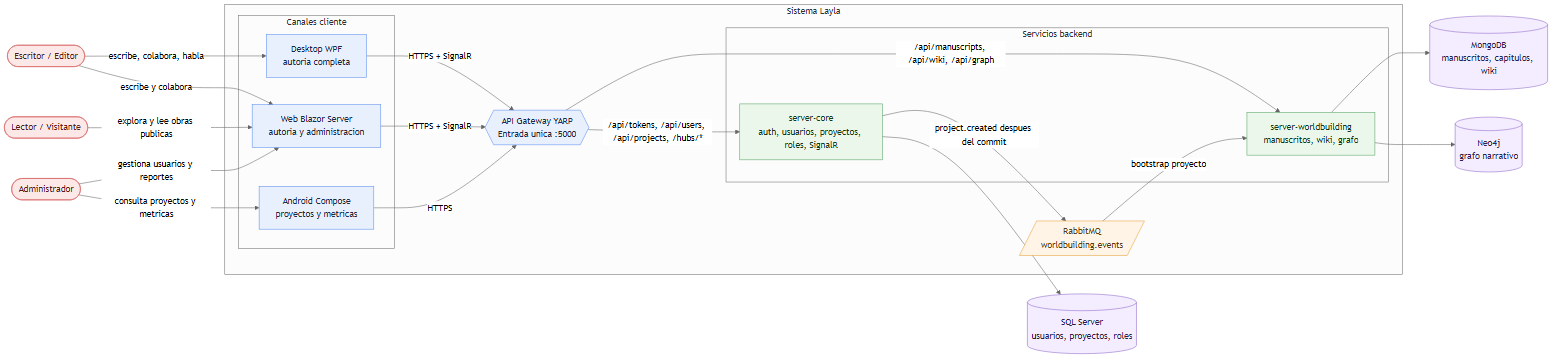 Sistema Layla
Canales cliente
Servicios backend
Escritor / Editor
escribe, colabora, habla
escribe y colabora
Desktop WPF
autoria completa
HTTPS + SignalR
Lector / Visitante
explora y lee obras
publicas
Web Blazor Server
autoria y administracion
HTTPS + SignalR
gestiona usuarios y
reportes
Administrador
consulta proyectos y
metricas
Android Compose
proyectos y metricas
HTTPS
API Gateway YARP
Entrada unica :5000
/api/manuscripts,
/api/wiki, /api/graph
/api/tokens, /api/users,
/api/projects, /hubs/*
server-core
auth, usuarios, proyectos,
roles, SignalR
project.created despues
del commit
bootstrap proyecto
RabbitMQ
worldbuilding.events
server-worldbuilding
manuscritos, wiki, grafo
MongoDB
manuscritos, capitulos,
wiki
Neo4j
grafo narrativo
SQL Server
usuarios, proyectos, roles